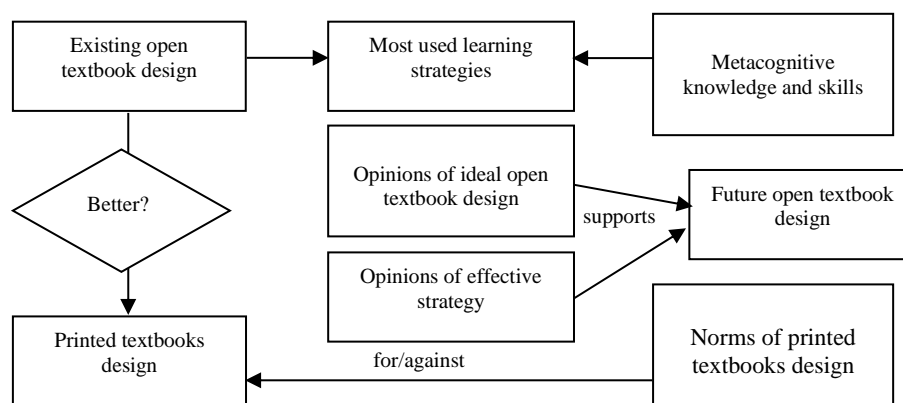 Existing open
textbook design
Most used learning
strategies
Metacognitive
knowledge and skills
Better?
Opinions of ideal open
textbook design
supports
Future open textbook
design
Opinions of effective
strategy
Printed textbooks
design
for/against
Norms of printed
textbooks design